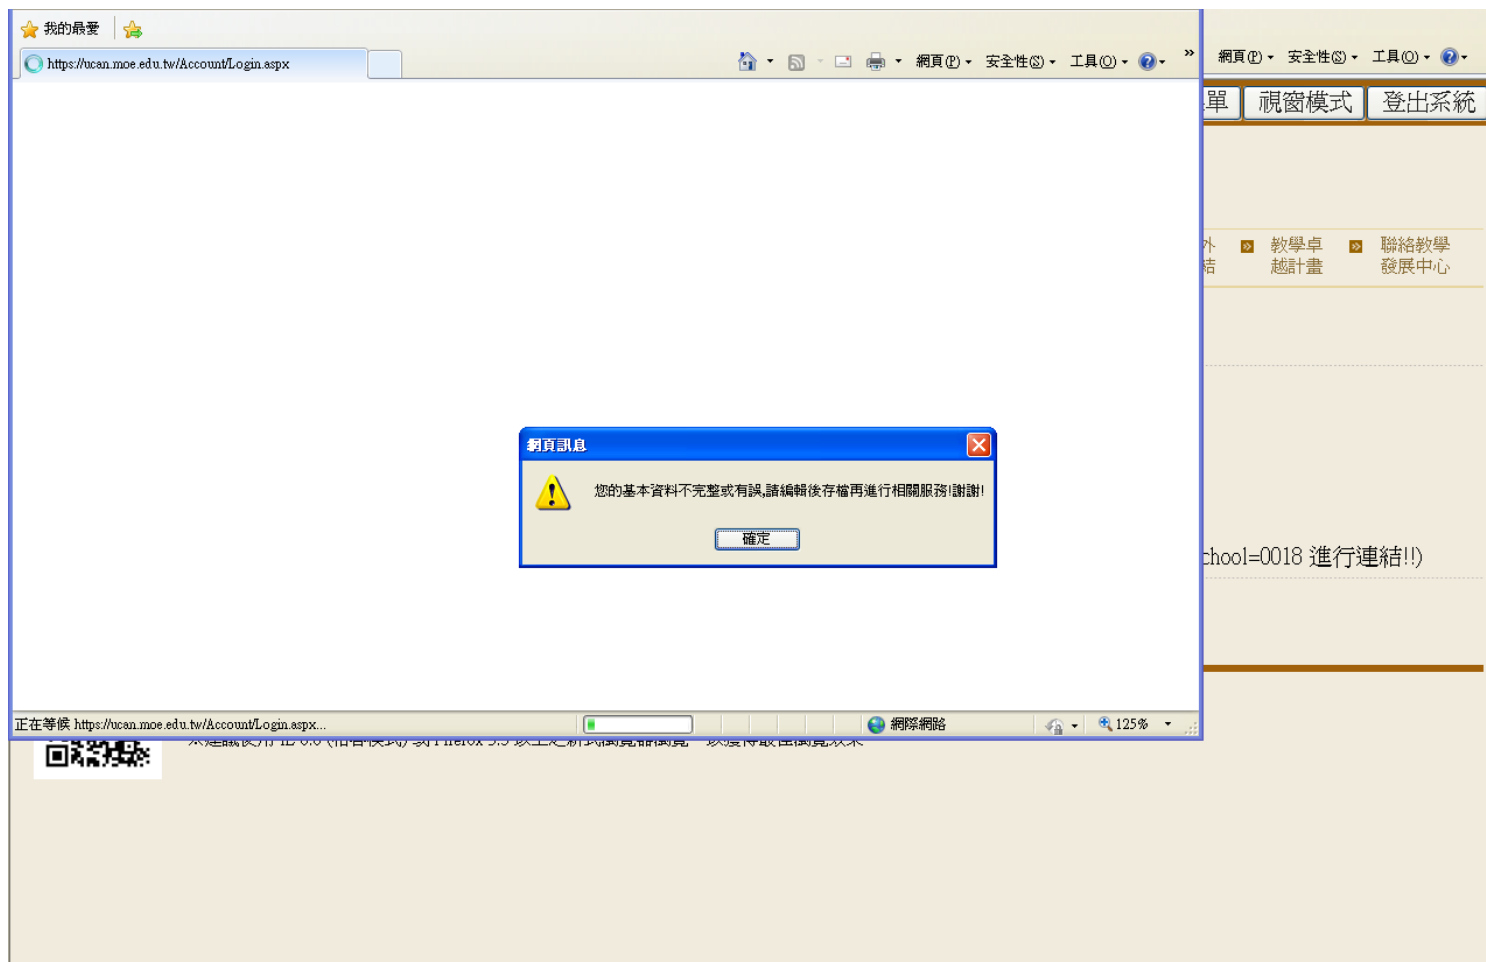 我的最愛
https://ucan.moe.edu.tw/Account/Login.aspx
網頁(P) 安全性(S) 工具(O) »
網頁(P) 安全性(S) 工具(O)
單 視窗模式 登出系統
外 教學卓 聯絡教學
結 越計畫 發展中心
網頁訊息
您的基本資料不完整或有誤,請編輯後存檔再進行相關服務!謝謝!
確定
chool=0018 進行連結!!)
正在等候 https://ucan.moe.edu.tw/Account/Login.aspx... 網際網路 125%